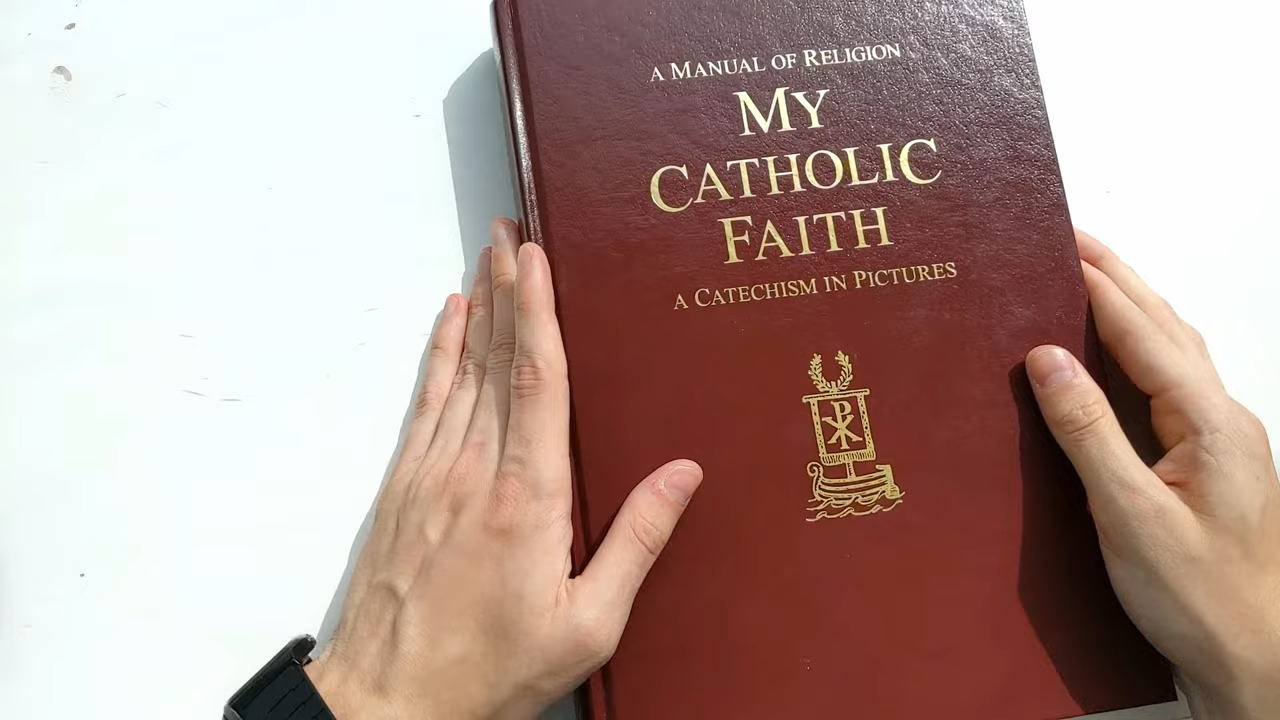 A MANUAL OF RELIGION
MY
CATHOLIC
FAITH
A CATECHISM IN PICTURES